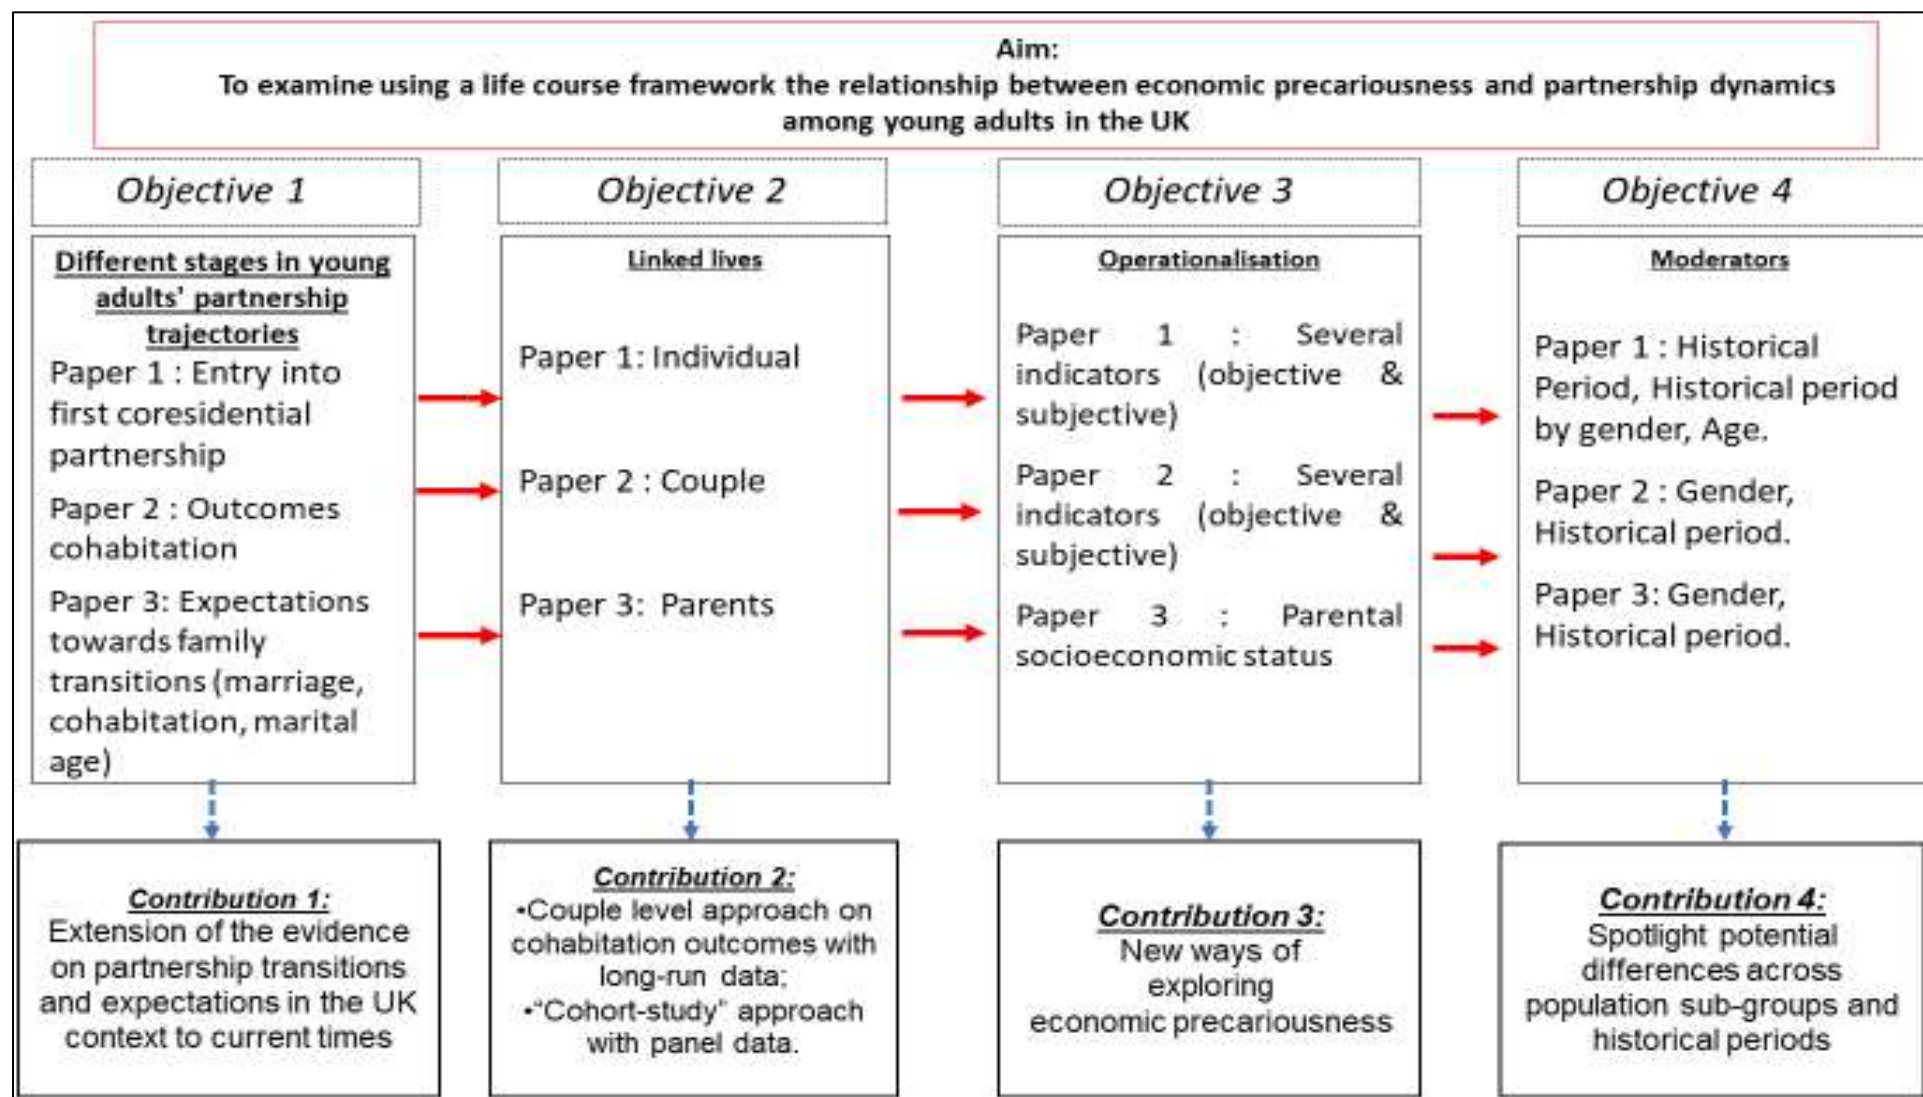 Aim:
To examine using a life course framework the relationship between economic precariousness and partnership dynamics
among young adults in the UK
Objective 1
Objective 2
Objective 3
Objective 4
Different stages in young
adults' partnership
trajectories
Paper 1 : Entry into
first coresidential
partnership
Paper 2 : Outcomes
cohabitation
Paper 3: Expectations
towards family
transitions (marriage,
cohabitation, marital
age)
Linked lives
Paper 1: Individual
Paper 2 : Couple
Paper 3: Parents
Operationalisation
Paper 1 : Several
indicators (objective &
subjective)
Paper 2 : Several
indicators (objective &
subjective)
Paper 3 : Parental
socioeconomic status
Moderators
Paper 1 : Historical
Period, Historical period
by gender, Age.
Paper 2 : Gender,
Historical period.
Paper 3: Gender,
Historical period.
Contribution 1:
Extension of the evidence
on partnership transitions
and expectations in the UK
context to current times
Contribution 2:
•Couple level approach on
cohabitation outcomes with
long-run data;
•"Cohort-study" approach
with panel data.
Contribution 3:
New ways of
exploring
economic precariousness
Contribution 4:
Spotlight potential
differences across
population sub-groups and
historical periods